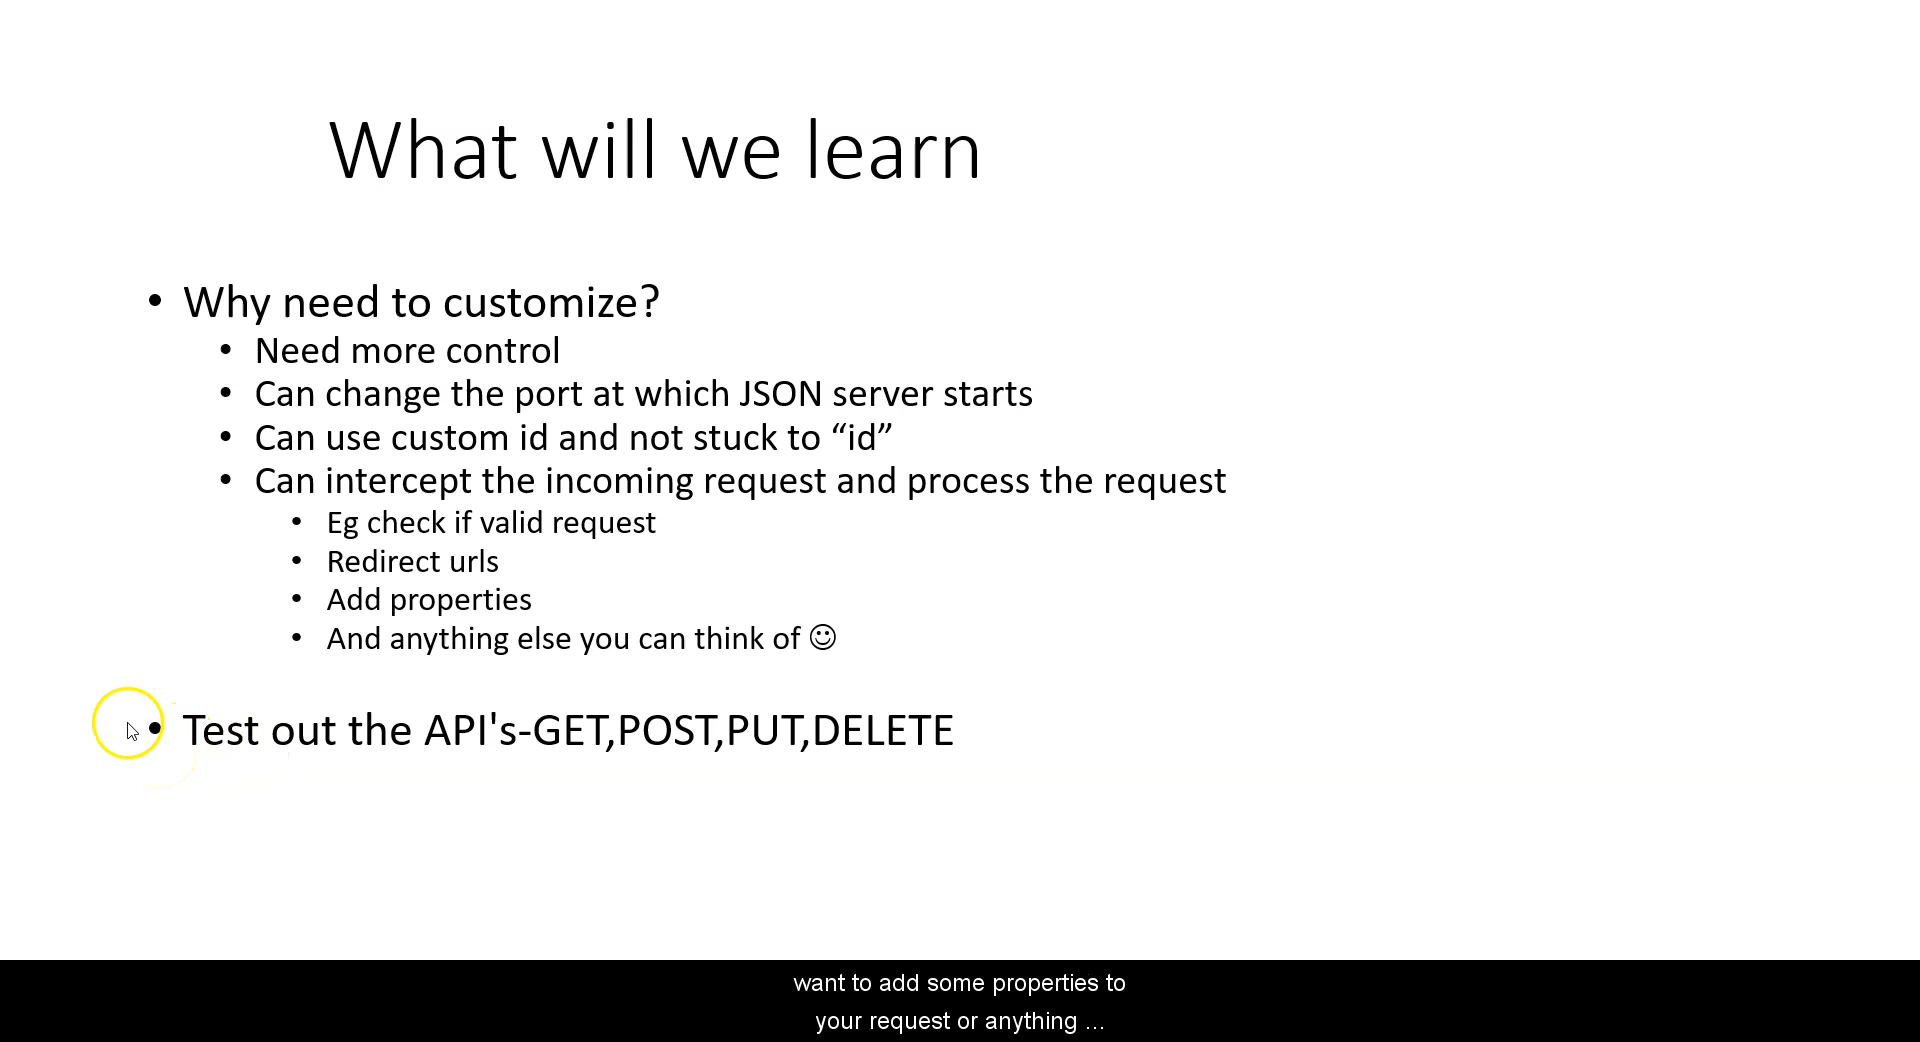 What will we learn
• Why need to customize?
• Need more control
• Can change the port at which JSON server starts
• Can use custom id and not stuck to “id”
• Can intercept the incoming request and process the request
• Eg check if valid request
• Redirect urls
• Add properties
• And anything else you can think of ☺
• Test out the API's-GET,POST,PUT,DELETE
want to add some properties to
your request or anything ...